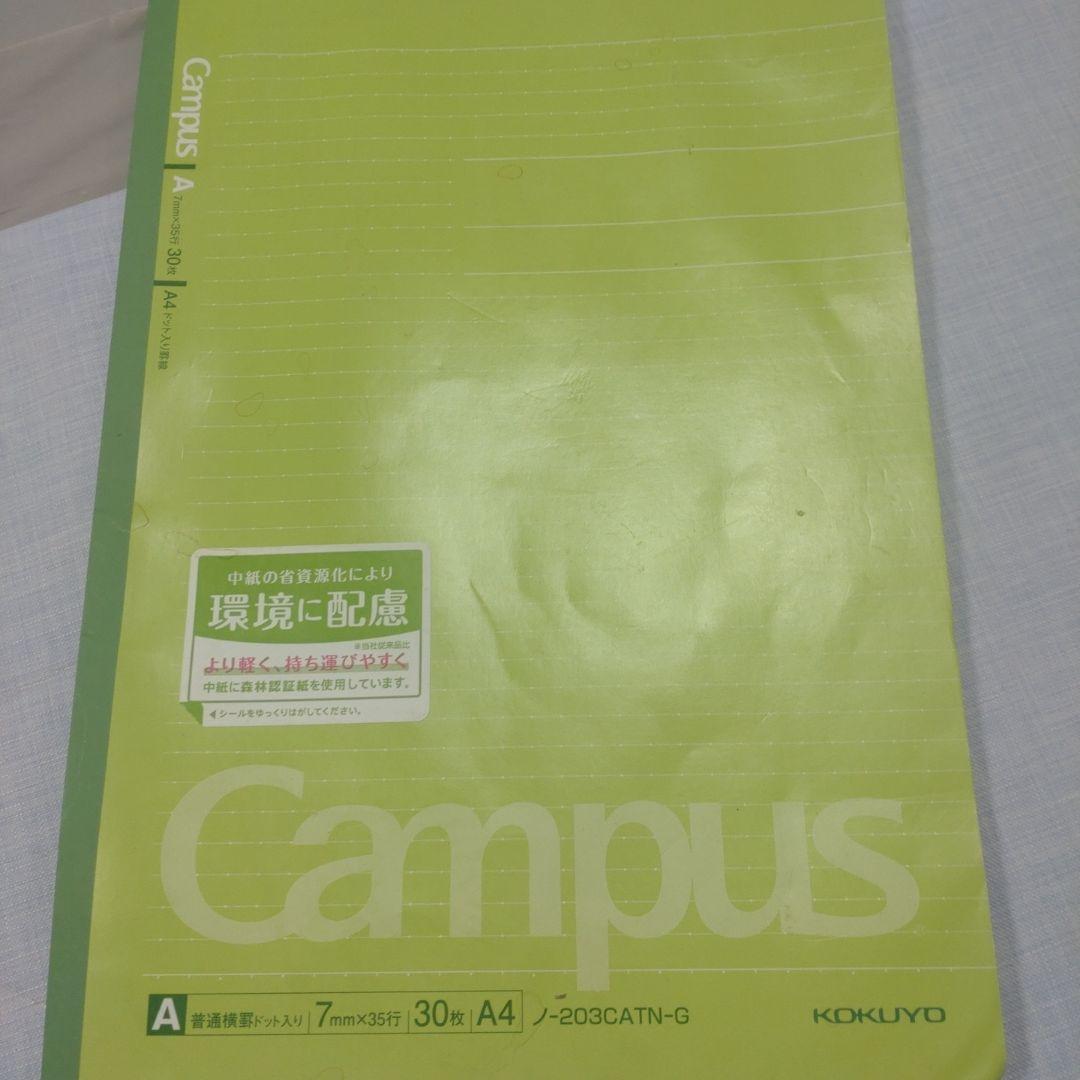 Campus
A 7mm×35行 30枚
A4 ドット入り罫線
中紙の省資源化により
環境に配慮
※当社従来品比
より軽く、持ち運びやすく
中紙に森林認証紙を使用しています。
◀シールをゆっくりはがしてください。
Campus
A 普通横罫ドット入り 7mm×35行 30枚 A4 ノ-203CATN-G KOKUYO